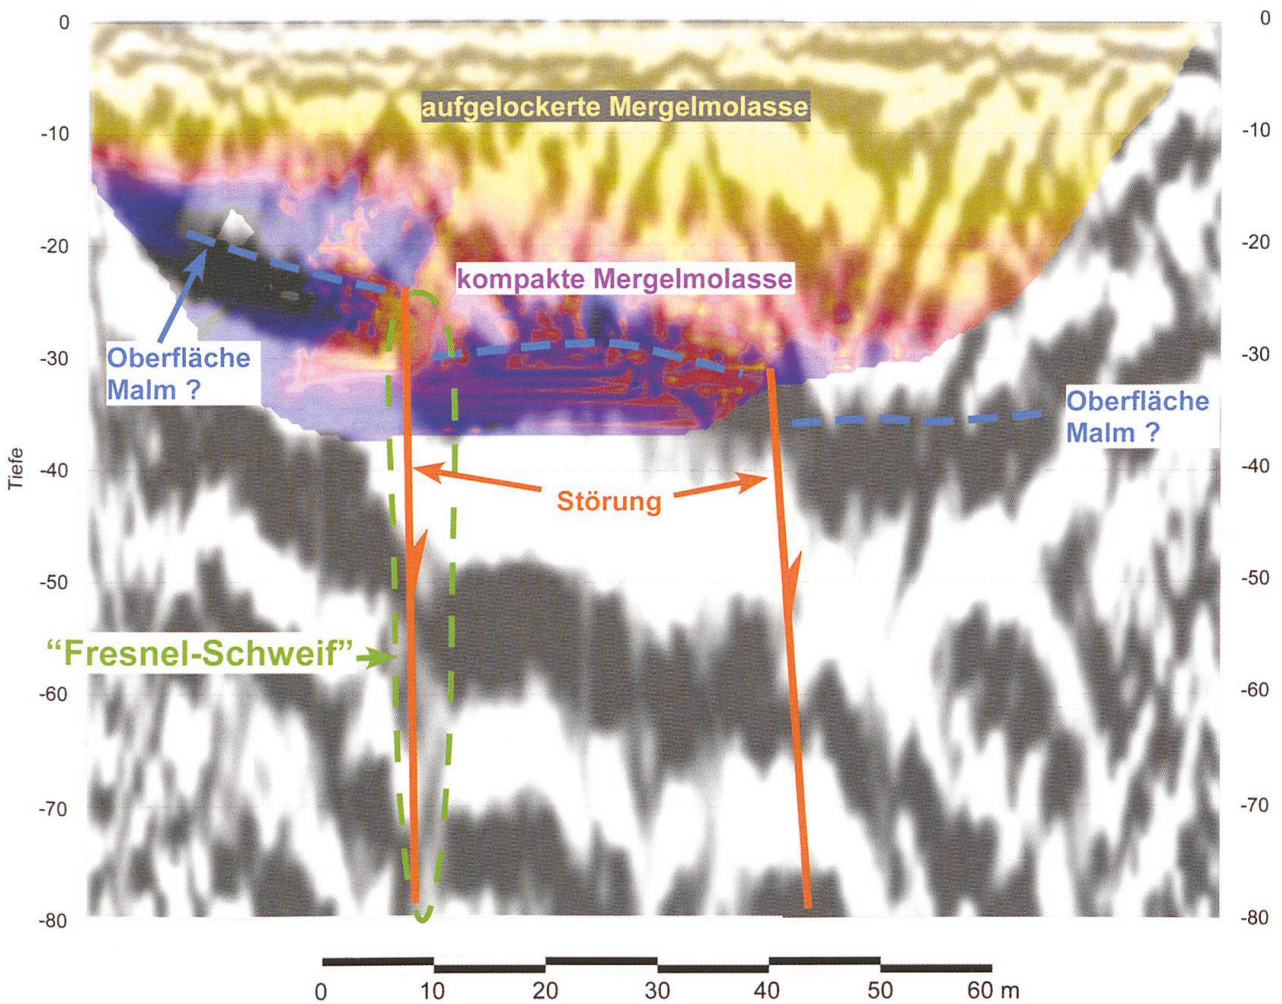 -0
0
aufgelockerte Mergelmolasse
-10
-10
-20
-20
kompakte Mergelmolasse
Oberfläche
Malm ?
-30
-30
Oberfläche
Malm ?
Tiefe
-40
-40
Störung
-50
-50
“Fresnel-Schweif”
-60
-60
-70
-70
-80
-80
0 10 20 30 40 50 60 m